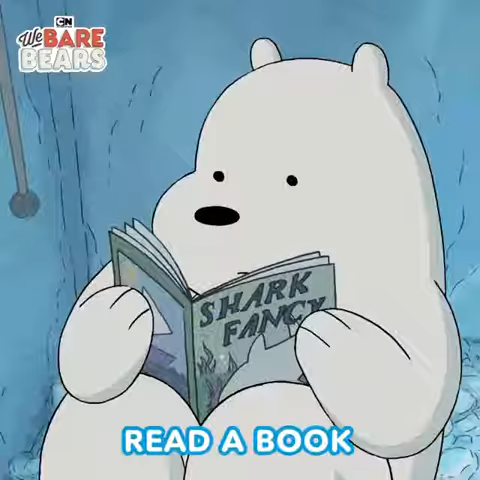 CN
We BARE
BEARS
SHARK
FANCY
READ A BOOK